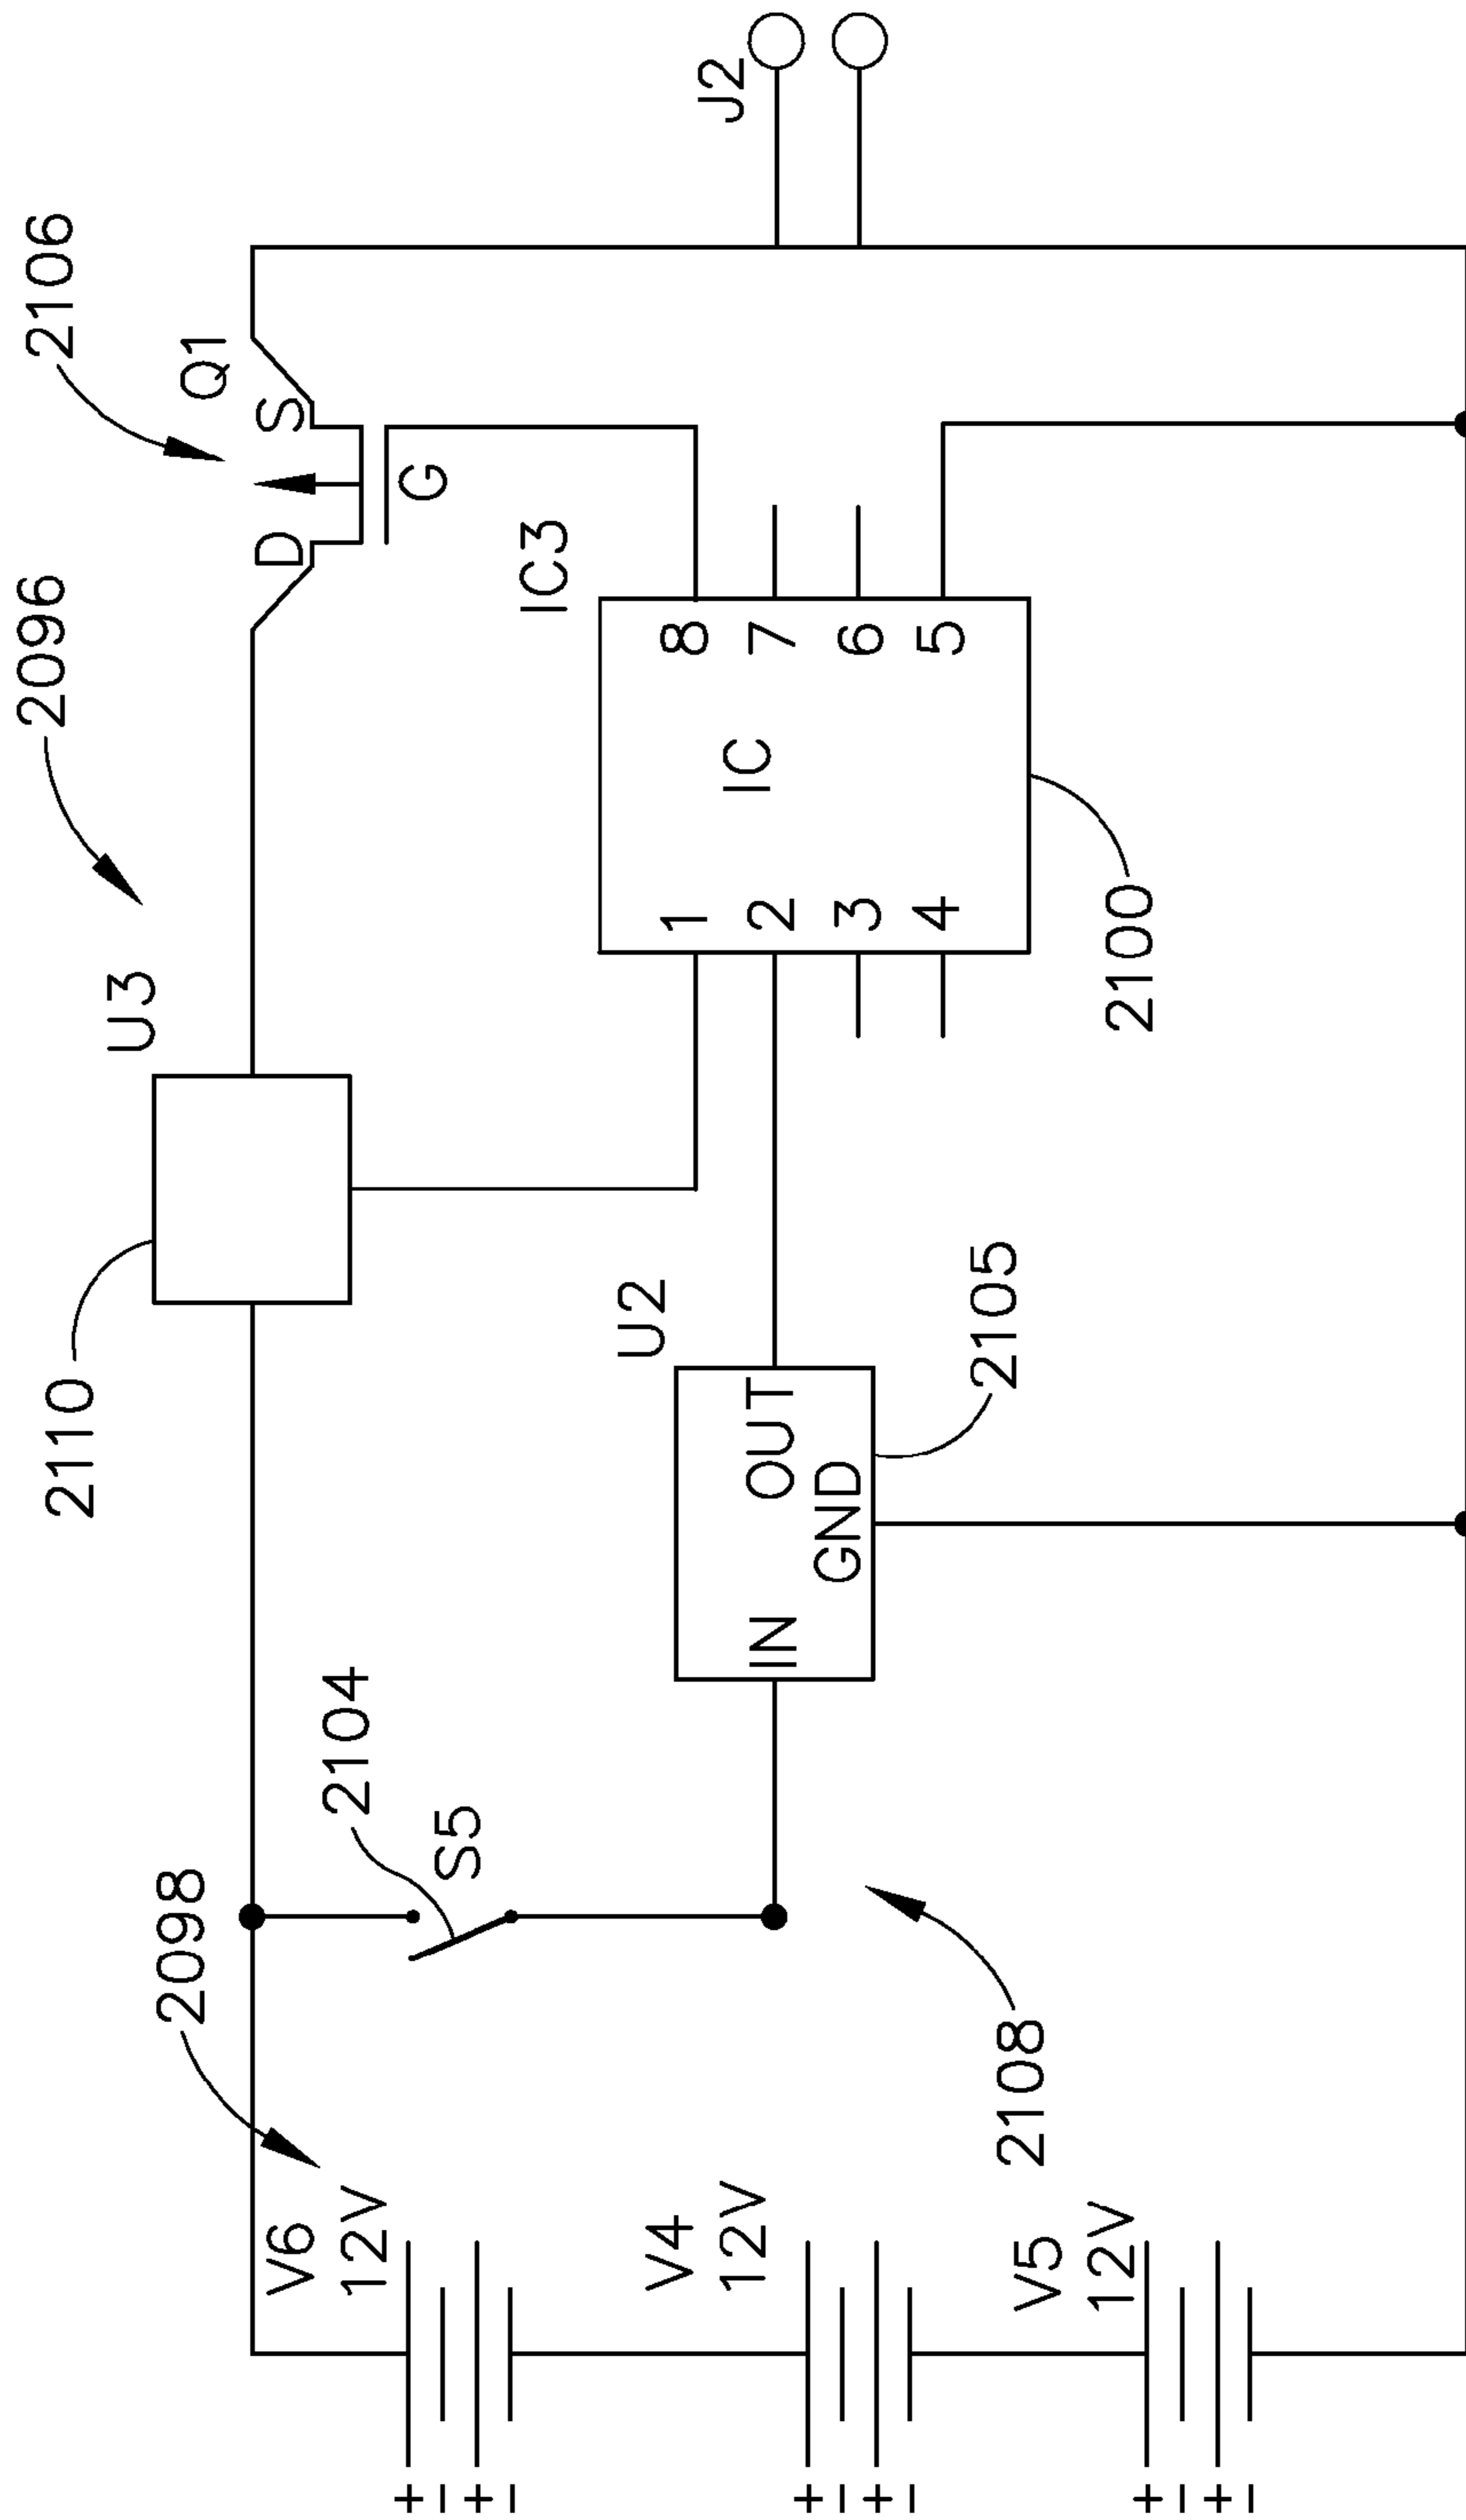 2096
2106
U3
2110
Q1
2098
2104
D
S
V6
12V
G
S5
+
-
+
-
IC3
U2
J2
V4
12V
1
8
IN
OUT
2
IC
7
GND
3
6
+
-
+
-
4
5
2105
2108
2100
V5
12V
+
-
+
-